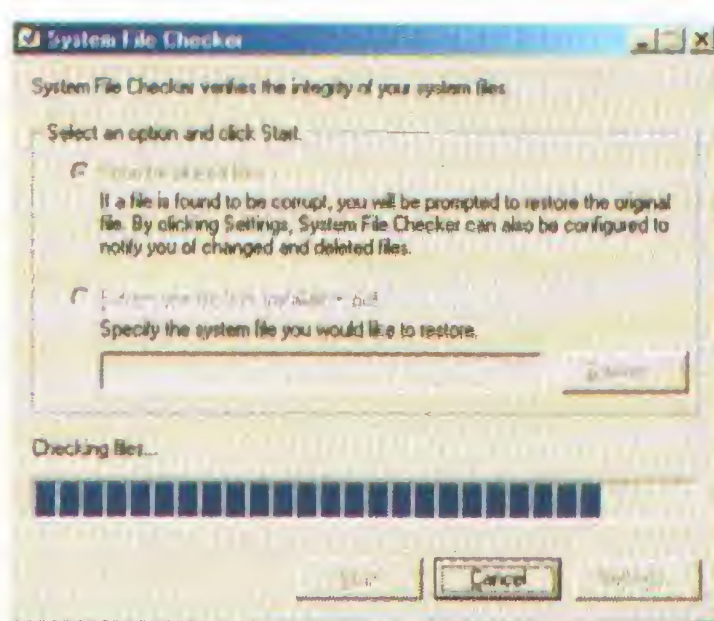 System File Checker
System File Checker verifies the integrity of your system files
Select an option and click Start.
If a file is found to be corrupt, you will be prompted to restore the original
file. By clicking Settings, System File Checker can also be configured to
notify you of changed and deleted files.
Specify the system file you would like to restore.
Checking files...
Cancel